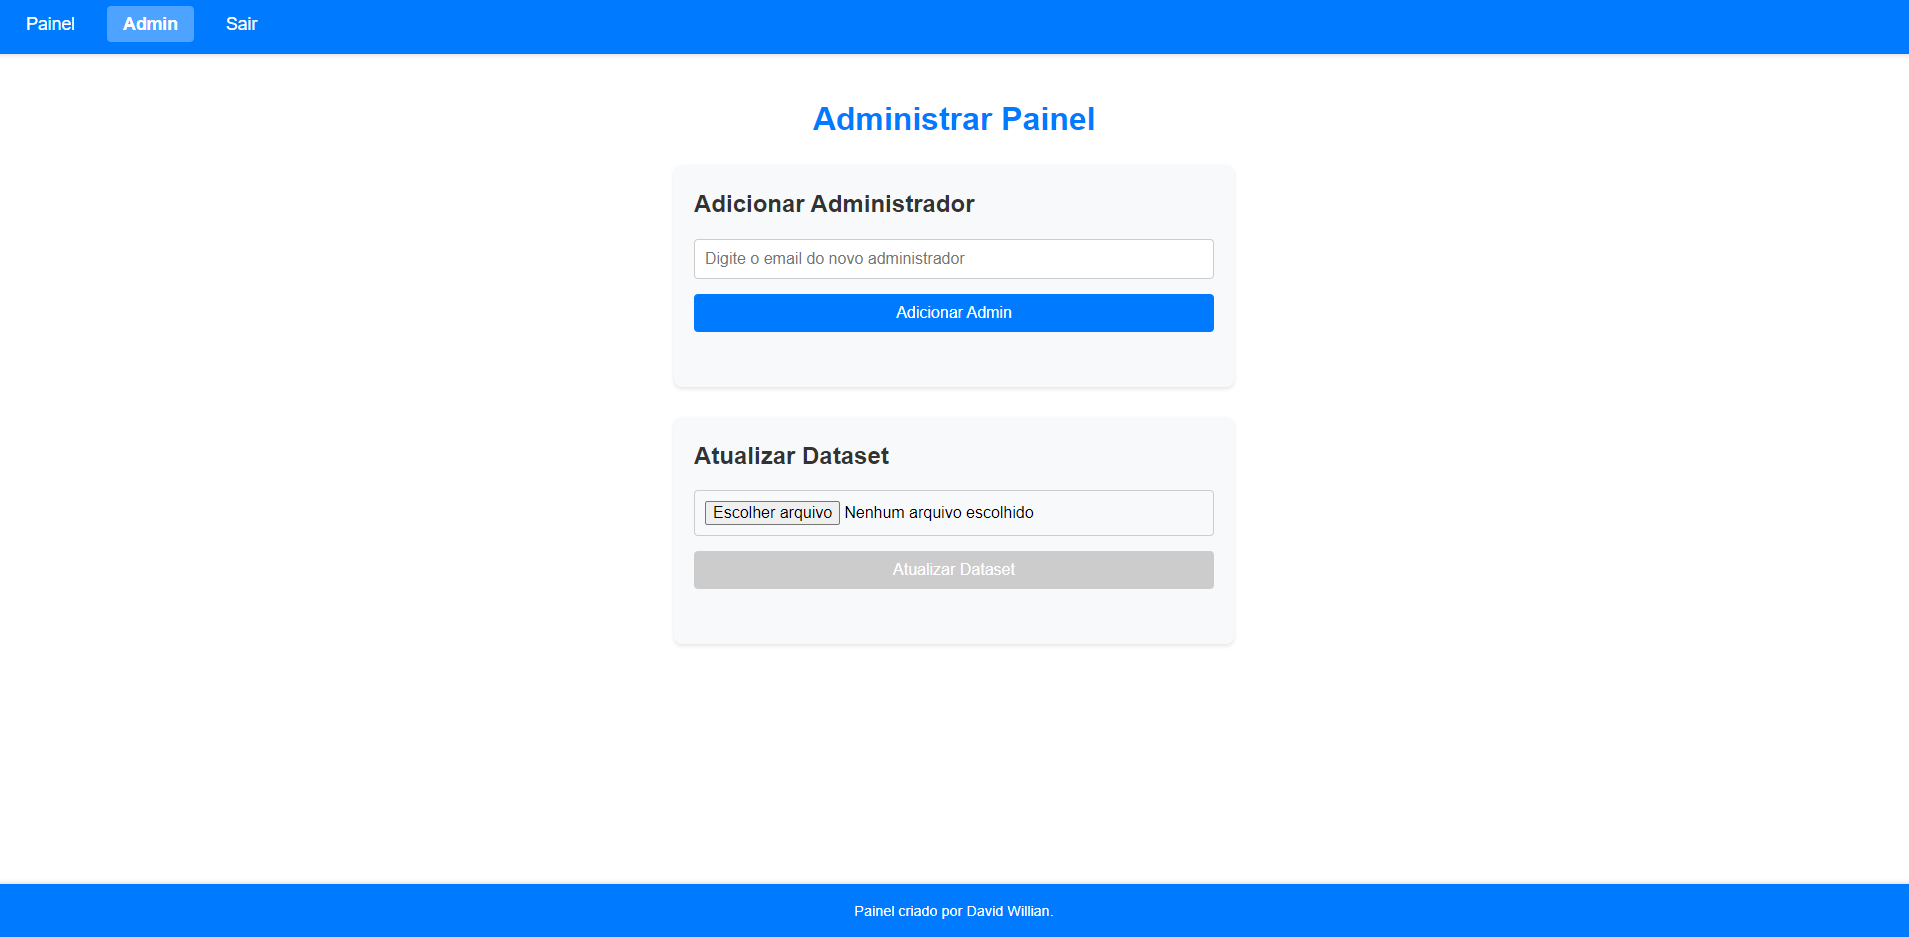 Painel Admin Sair
Administrar Painel
Adicionar Administrador
Digite o email do novo administrador
Adicionar Admin
Atualizar Dataset
Escolher arquivo Nenhum arquivo escolhido
Atualizar Dataset
Painel criado por David Willian.